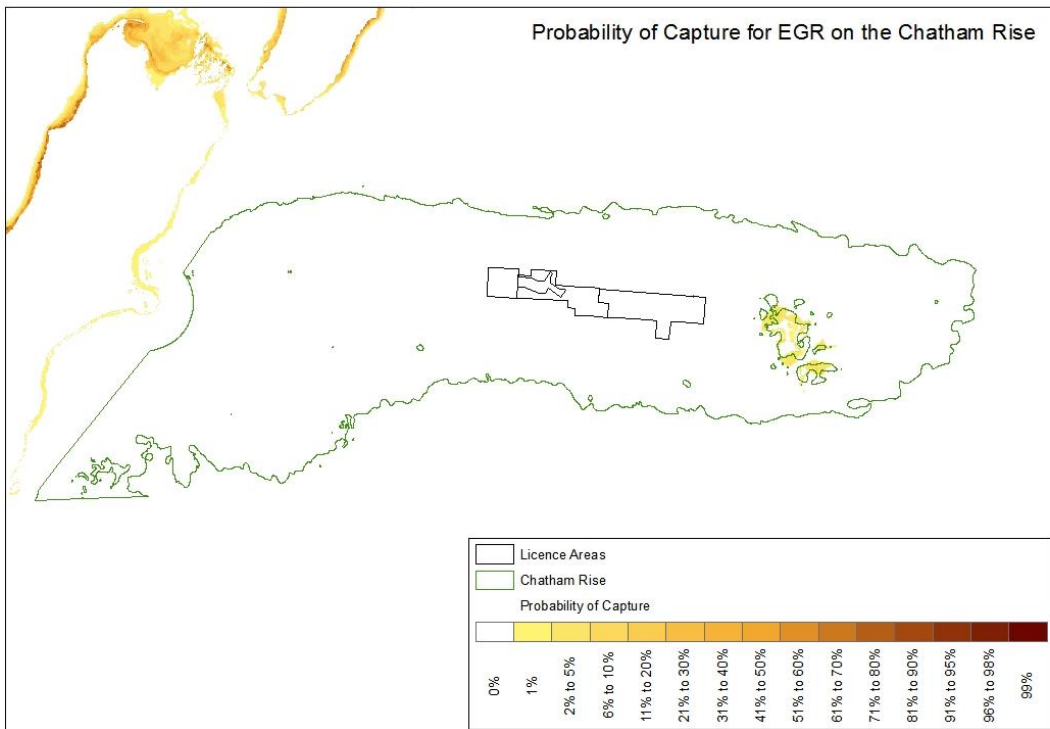 Probability of Capture for EGR on the Chatham Rise
Licence Areas
Chatham Rise
Probability of Capture
0%
1%
2% to 5%
6% to 10%
11% to 20%
21% to 30%
31% to 40%
41% to 50%
51% to 60%
61% to 70%
71% to 80%
81% to 90%
91% to 95%
96% to 98%
99%